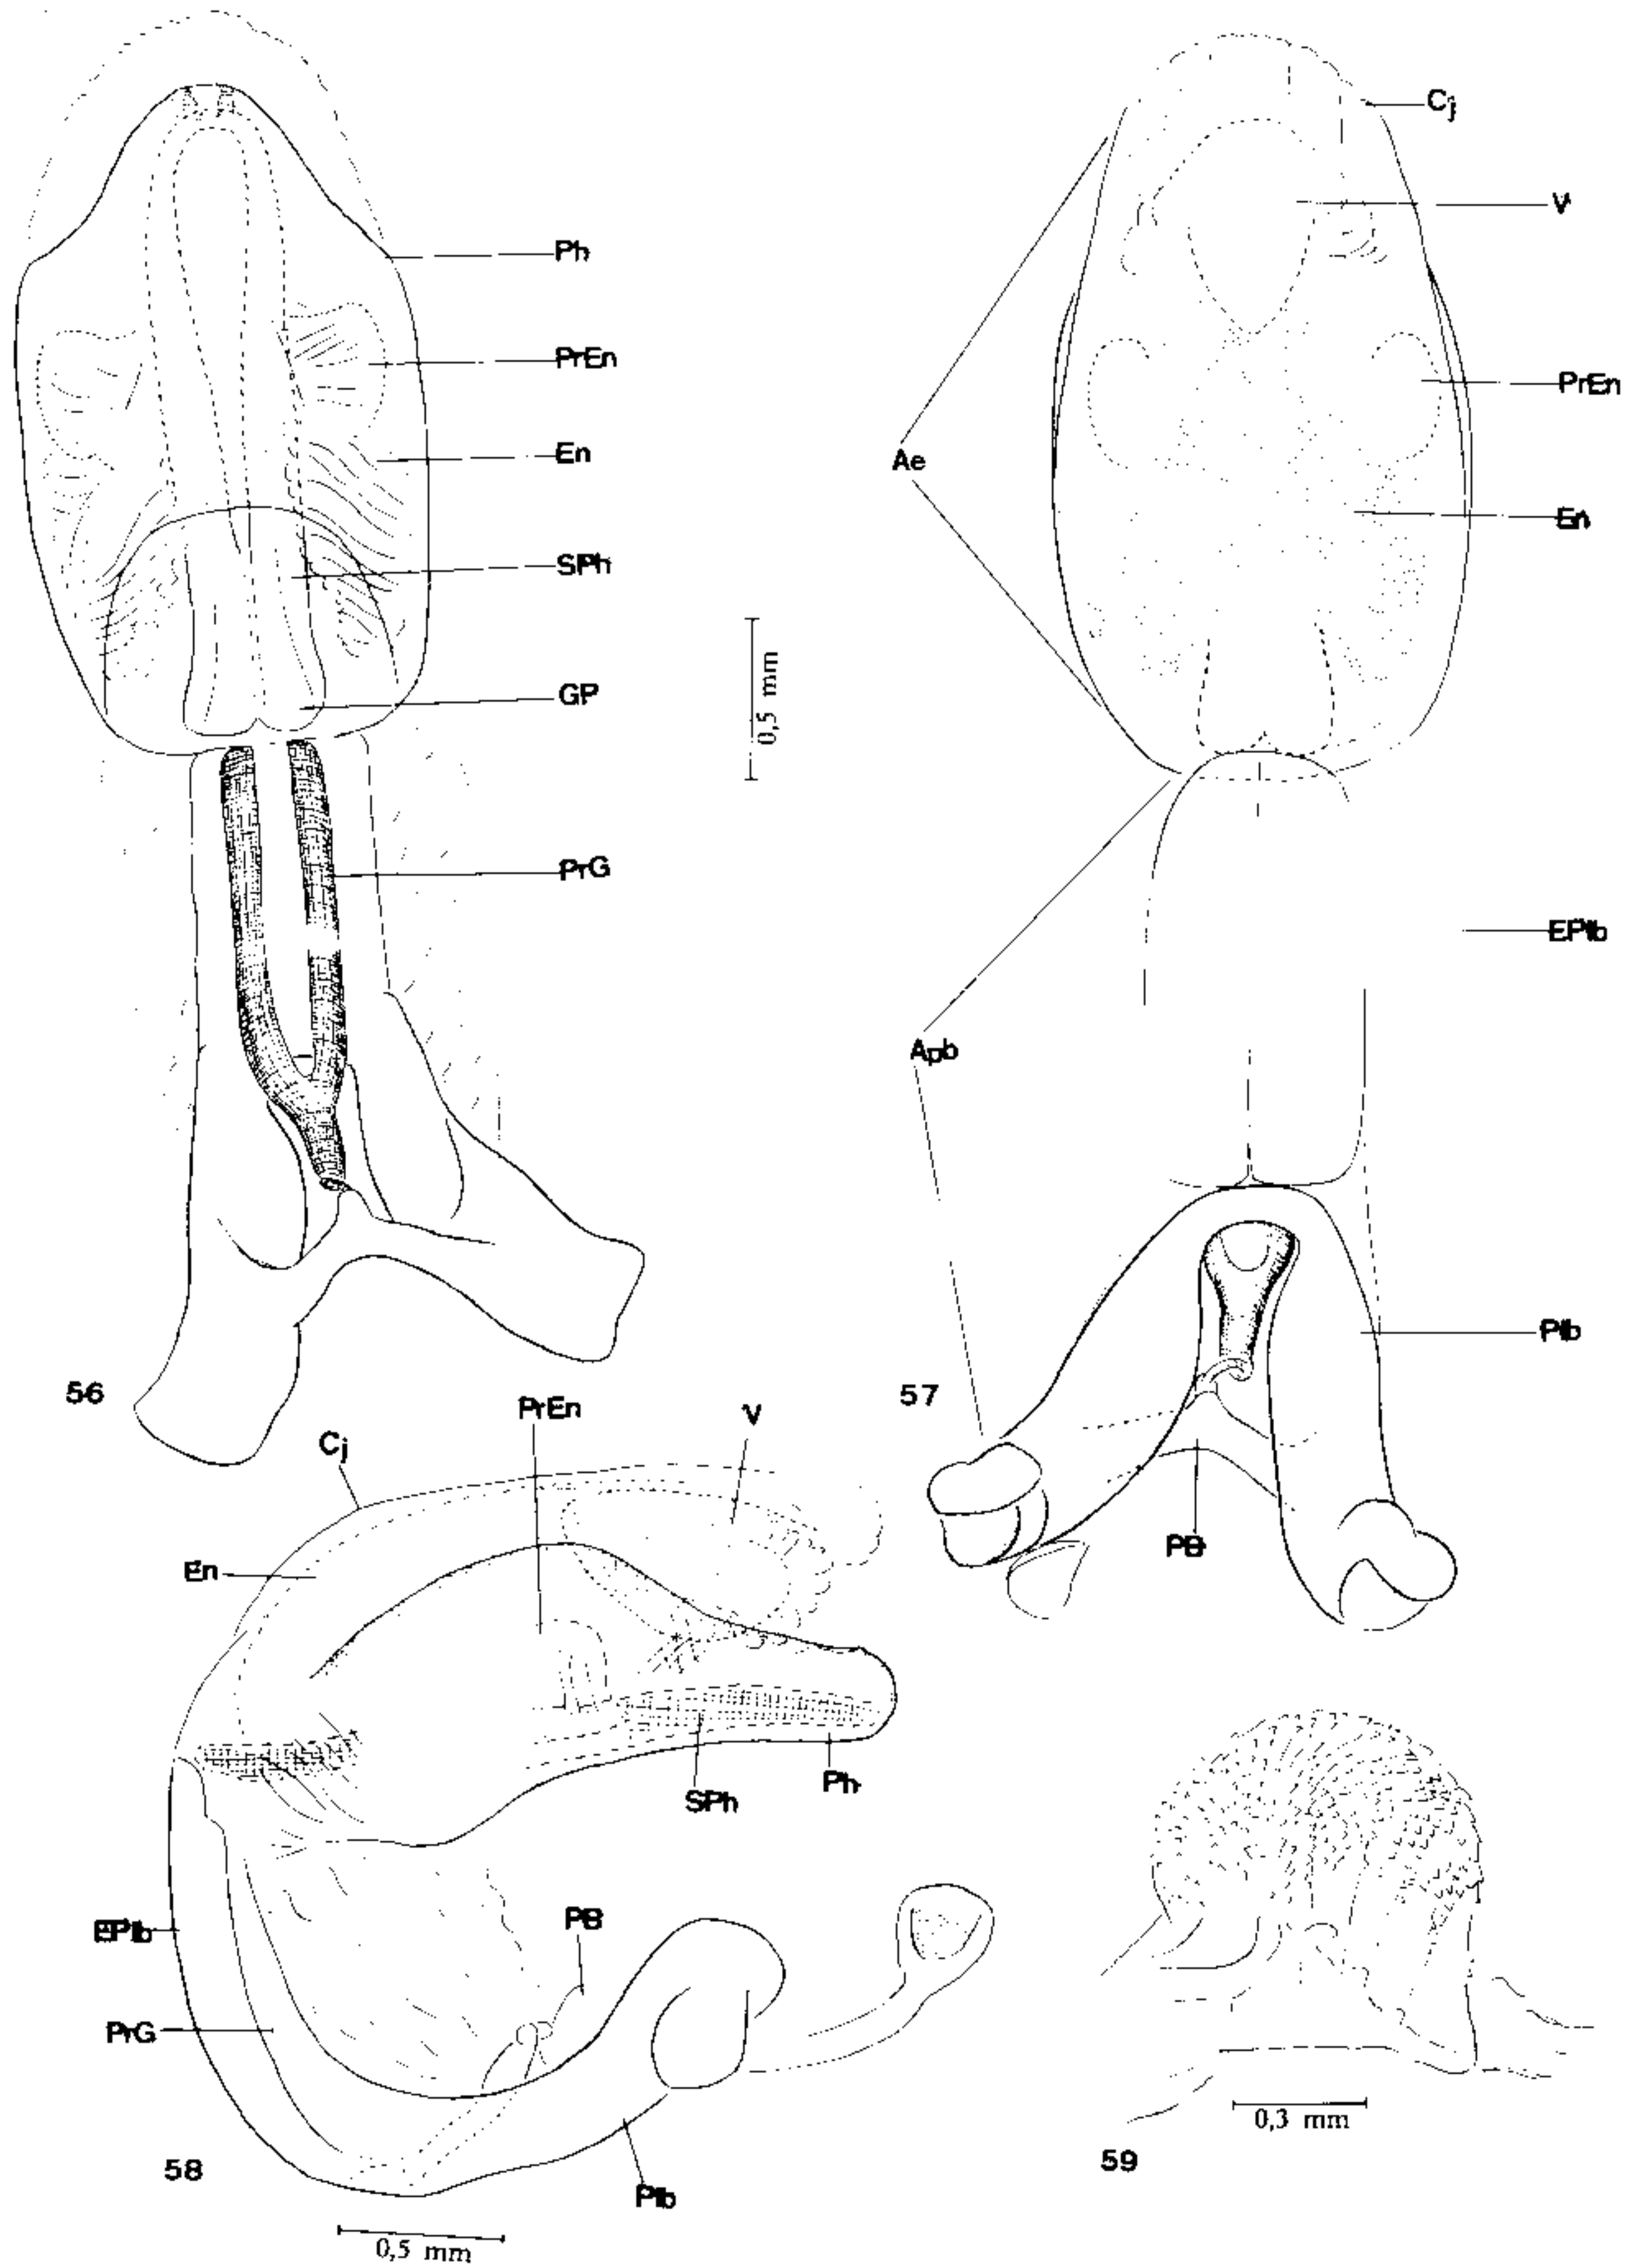 Ph
PrEn
En
SPh
GP
0,5 mm
PrG
56
Cj
V
PrEn
Ae
En
EPlb
Apb
Plb
57
PB
PrEn
V
Cj
En
SPh
Ph
EPlb
PB
PrG
58
Plb
0,5 mm
0,3 mm
59